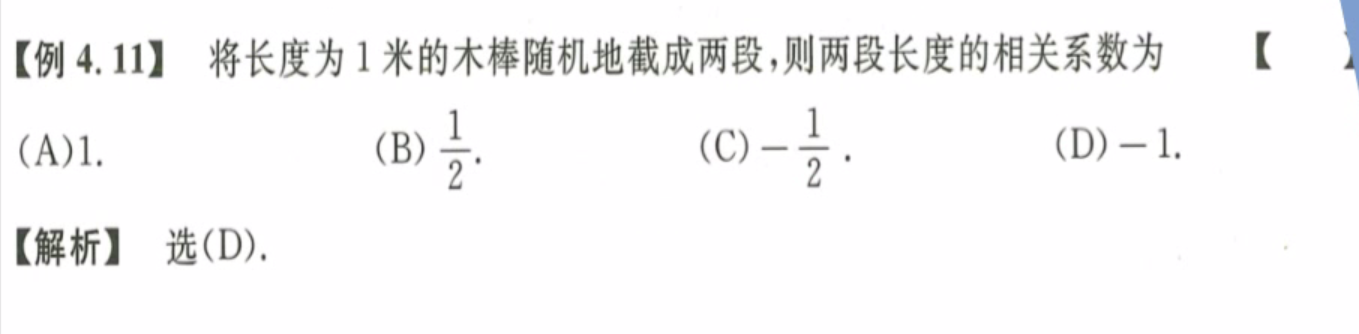 【例 4.11】 将长度为 1 米的木棒随机地截成两段,则两段长度的相关系数为 【 】
(A)1. (B) 1/2. (C) − 1/2. (D) − 1.
【解析】 选(D).